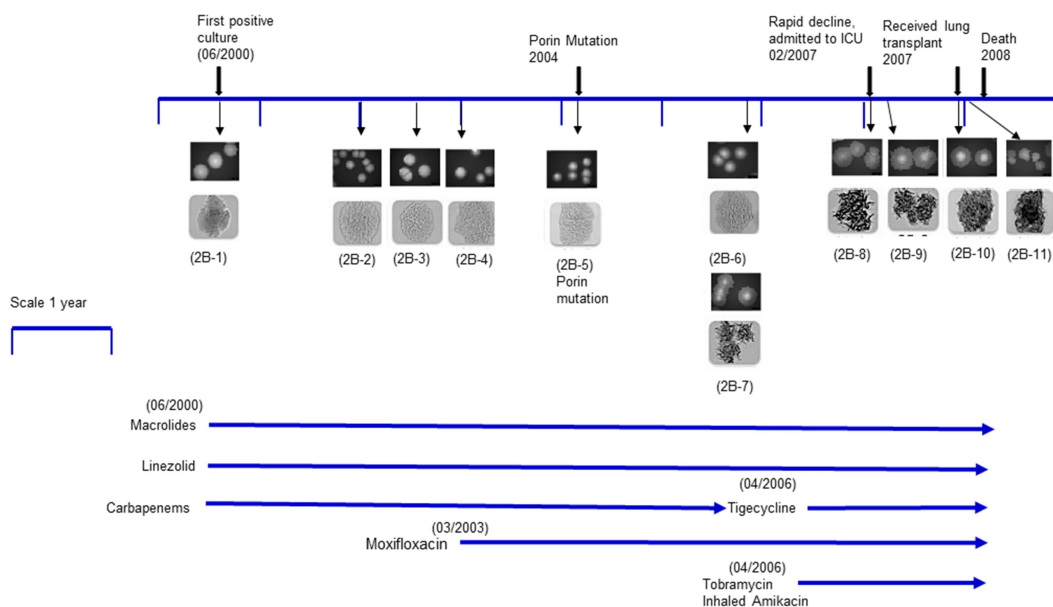 First positive
culture
(06/2000)
Porin Mutation
2004
Rapid decline,
admitted to ICU
02/2007
Received lung
transplant
2007
Death
2008
(2B-1)
(2B-2)
(2B-3)
(2B-4)
(2B-5)
Porin
mutation
(2B-6)
(2B-8)
(2B-9)
(2B-10)
(2B-11)
(2B-7)
Scale 1 year
(06/2000)
Macrolides
Linezolid
Carbapenems
(04/2006)
Tigecycline
(03/2003)
Moxifloxacin
(04/2006)
Tobramycin
Inhaled Amikacin